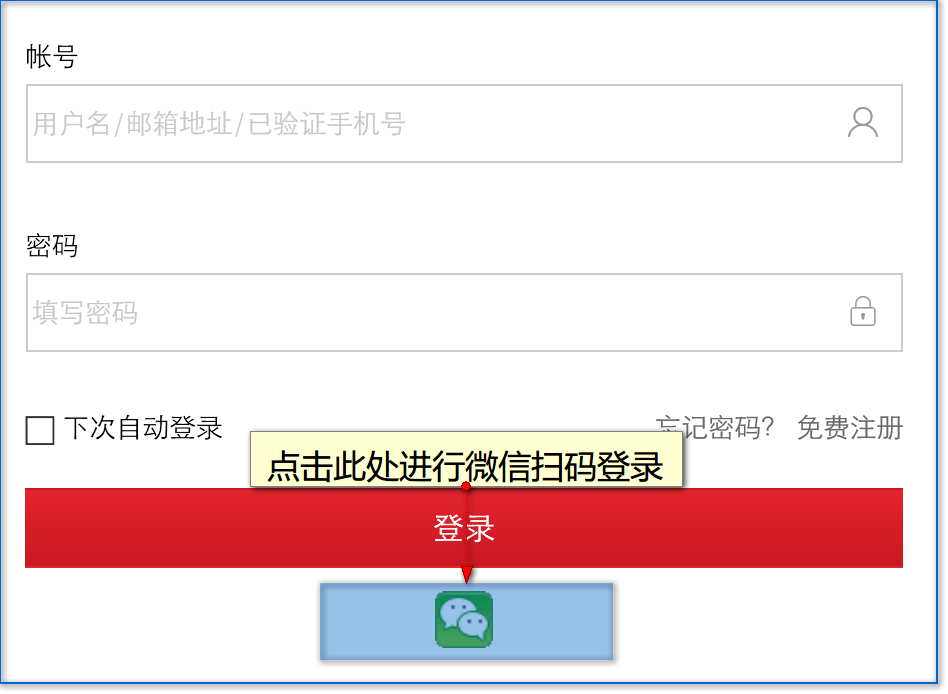 帐号
用户名/邮箱地址/已验证手机号
密码
填写密码
下次自动登录 忘记密码? 免费注册
点击此处进行微信扫码登录
登录